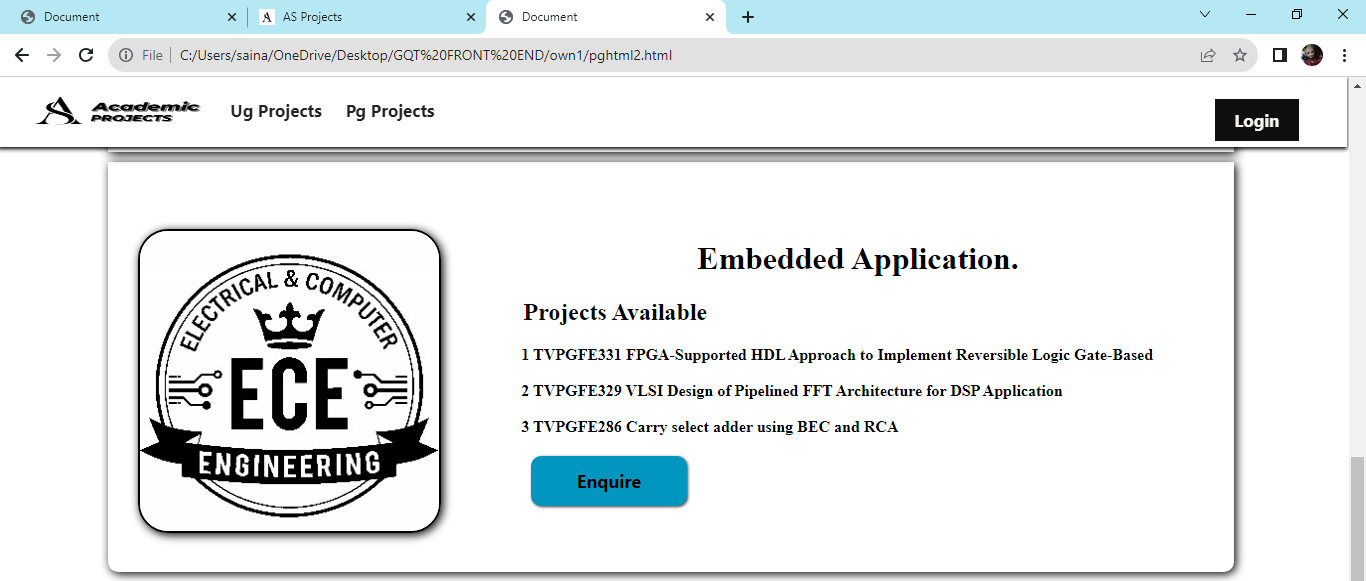 Document
AS Projects
Document
File
C:/Users/saina/OneDrive/Desktop/GQT%20FRONT%20END/own1/pghtml2.html
Academic
PROJECTS
Ug Projects
Pg Projects
Login
ELECTRICAL & COMPUTER
ECE
ENGINEERING
Embedded Application.
Projects Available
1 TVPGFE331 FPGA-Supported HDL Approach to Implement Reversible Logic Gate-Based
2 TVPGFE329 VLSI Design of Pipelined FFT Architecture for DSP Application
3 TVPGFE286 Carry select adder using BEC and RCA
Enquire